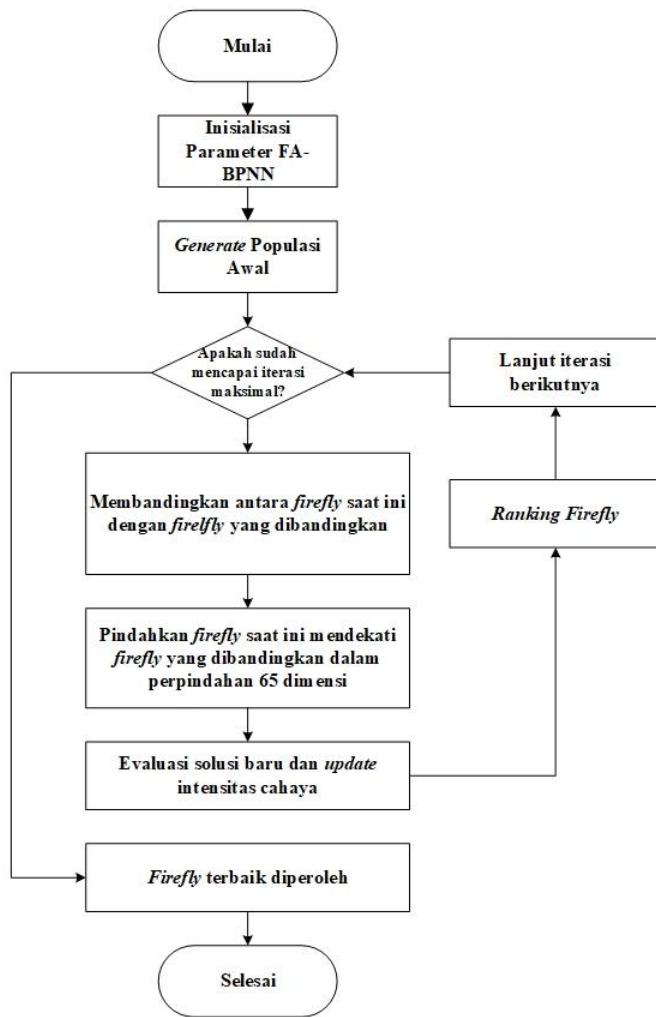 Mulai
Inisialisasi
Parameter FA-
BPNN
Generate Populasi
Awal
Apakah sudah
mencapai iterasi
maksimal?
Lanjut iterasi
berikutnya
Membandingkan antara firefly saat ini
dengan firelfly yang dibandingkan
Ranking Firefly
Pindahkan firefly saat ini mendekati
firefly yang dibandingkan dalam
perpindahan 65 dimensi
Evaluasi solusi baru dan update
intensitas cahaya
Firefly terbaik diperoleh
Selesai